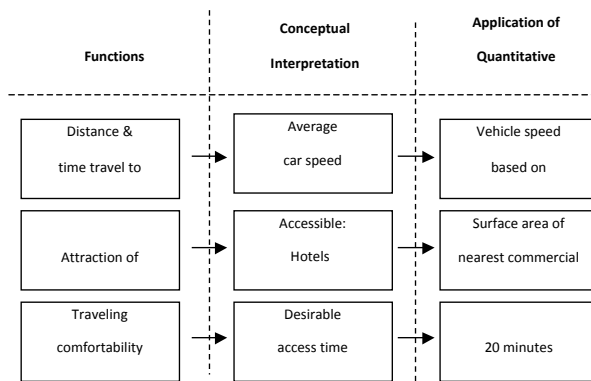 Functions
Conceptual
Interpretation
Application of
Quantitative
Distance &
time travel to
Average
car speed
Vehicle speed
based on
Attraction of
Accessible:
Hotels
Surface area of
nearest commercial
Traveling
comfortability
Desirable
access time
20 minutes